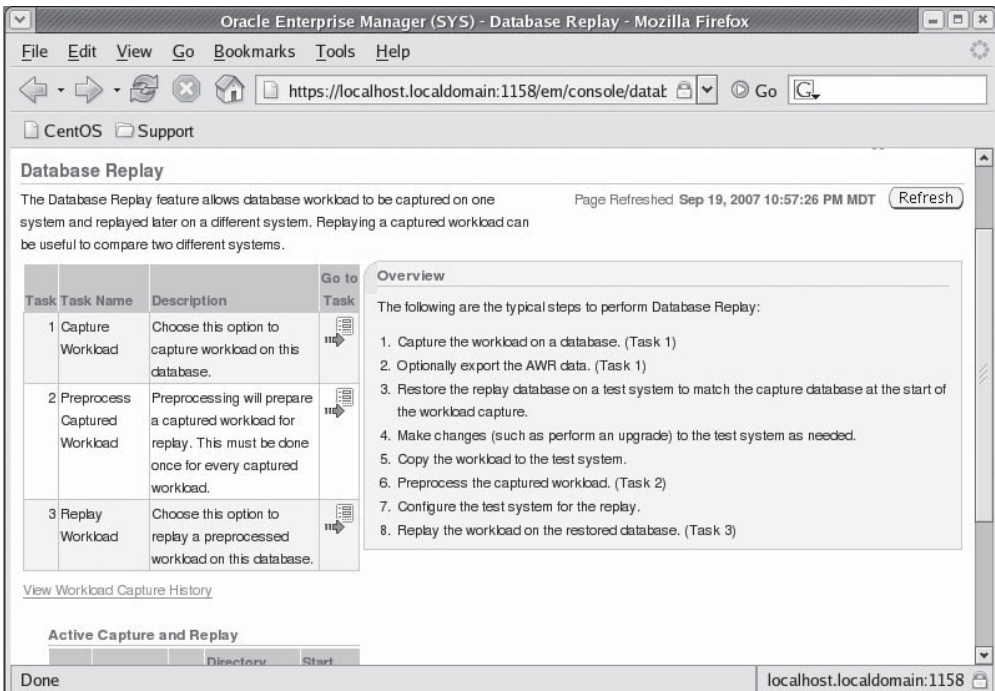 Oracle Enterprise Manager (SYS) - Database Replay - Mozilla Firefox
File Edit View Go Bookmarks Tools Help
https://localhost.localdomain:1158/em/console/datab Go
CentOS Support
Database Replay
The Database Replay feature allows database workload to be captured on one
system and replayed later on a different system. Replaying a captured workload can
be useful to compare two different systems.
Page Refreshed Sep 19, 2007 10:57:26 PM MDT Refresh
Task Task Name Description Go to Task
1 Capture Workload
Choose this option to
capture workload on this
database.
2 Preprocess Captured Workload
Preprocessing will prepare
a captured workload for
replay. This must be done
once for every captured
workload.
3 Replay Workload
Choose this option to
replay a preprocessed
workload on this database.
Overview
The following are the typical steps to perform Database Replay:
1. Capture the workload on a database. (Task 1)
2. Optionally export the AWR data. (Task 1)
3. Restore the replay database on a test system to match the capture database at the start of
the workload capture.
4. Make changes (such as perform an upgrade) to the test system as needed.
5. Copy the workload to the test system.
6. Preprocess the captured workload. (Task 2)
7. Configure the test system for the replay.
8. Replay the workload on the restored database. (Task 3)
View Workload Capture History
Active Capture and Replay
Directory Start
Done localhost.localdomain:1158